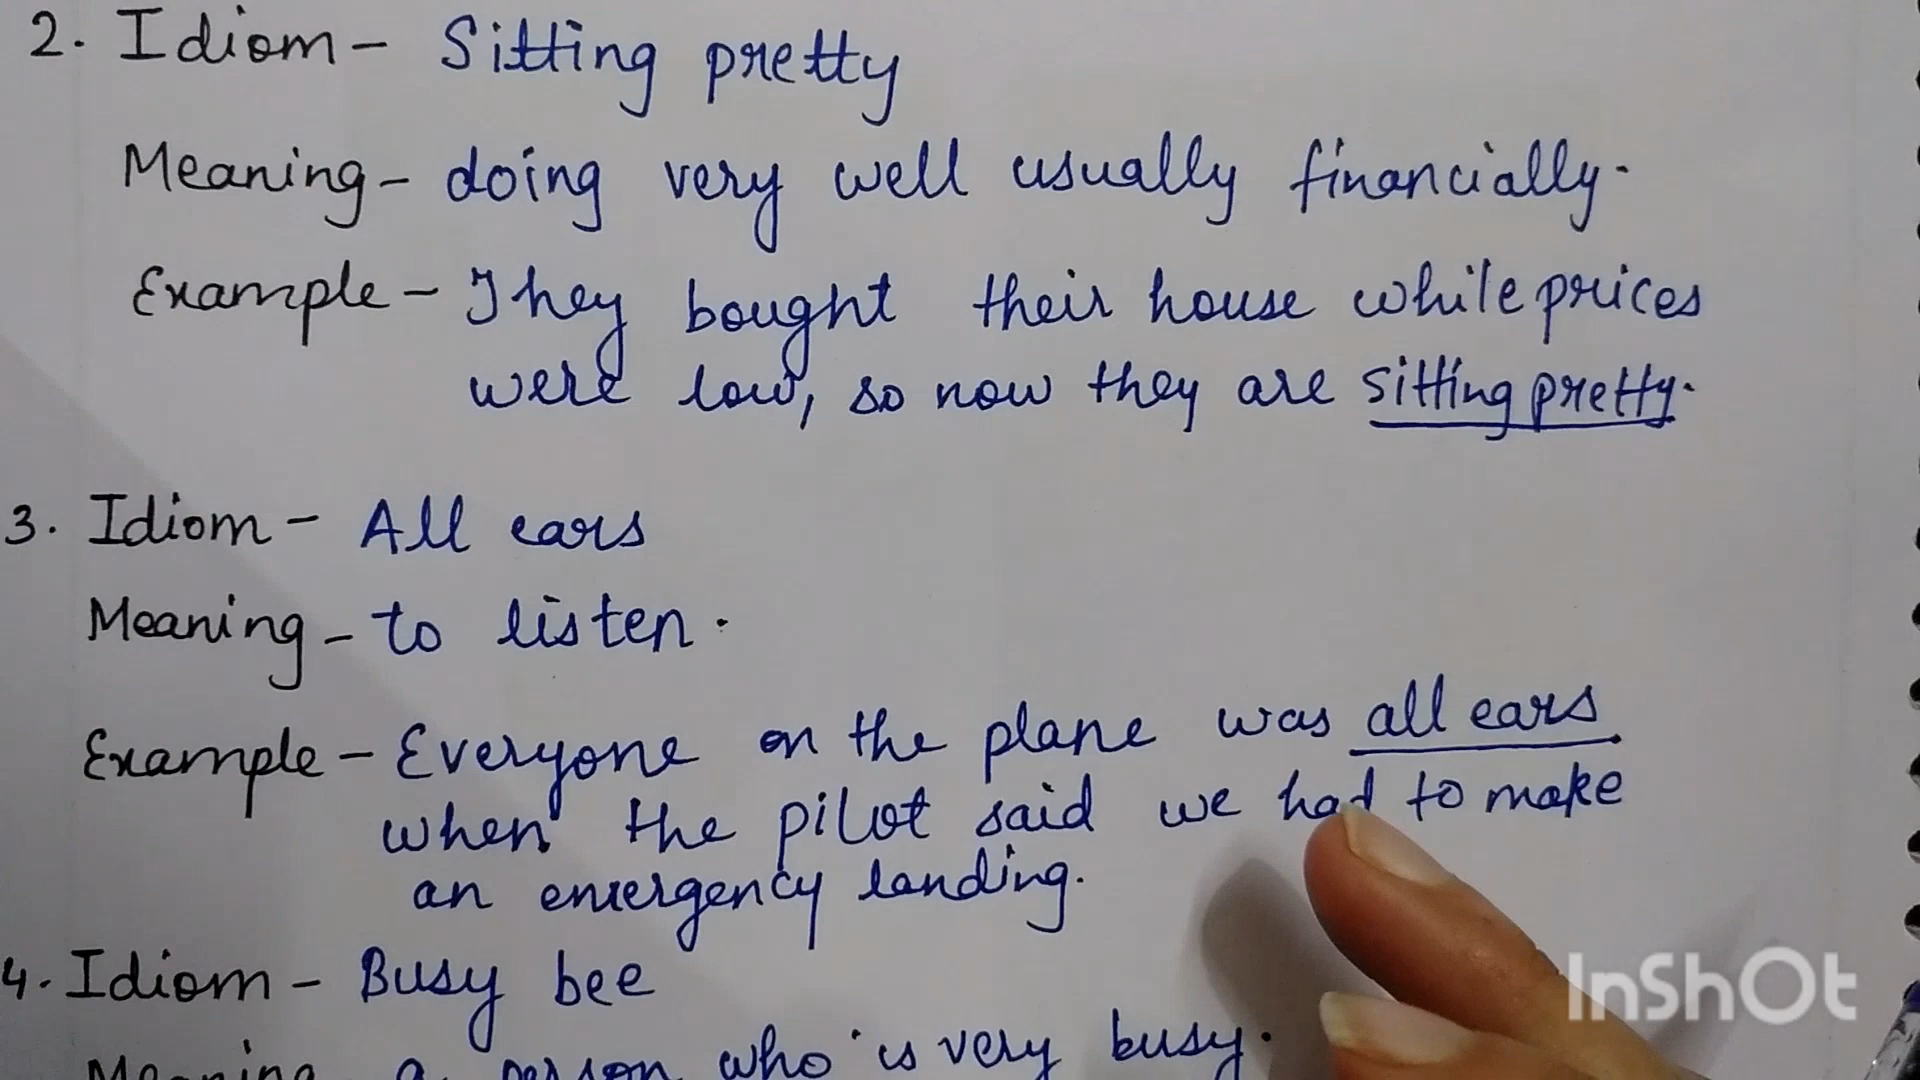 2. Idiom - Sitting pretty
Meaning - doing very well usually financially.
Example - They bought their house while prices
were low, so now they are sitting pretty.
3. Idiom - All ears
Meaning - to listen.
Example - Everyone on the plane was all ears
when the pilot said we had to make
an emergency landing.
4. Idiom - Busy bee
Meaning a person who is very busy.
InShOt